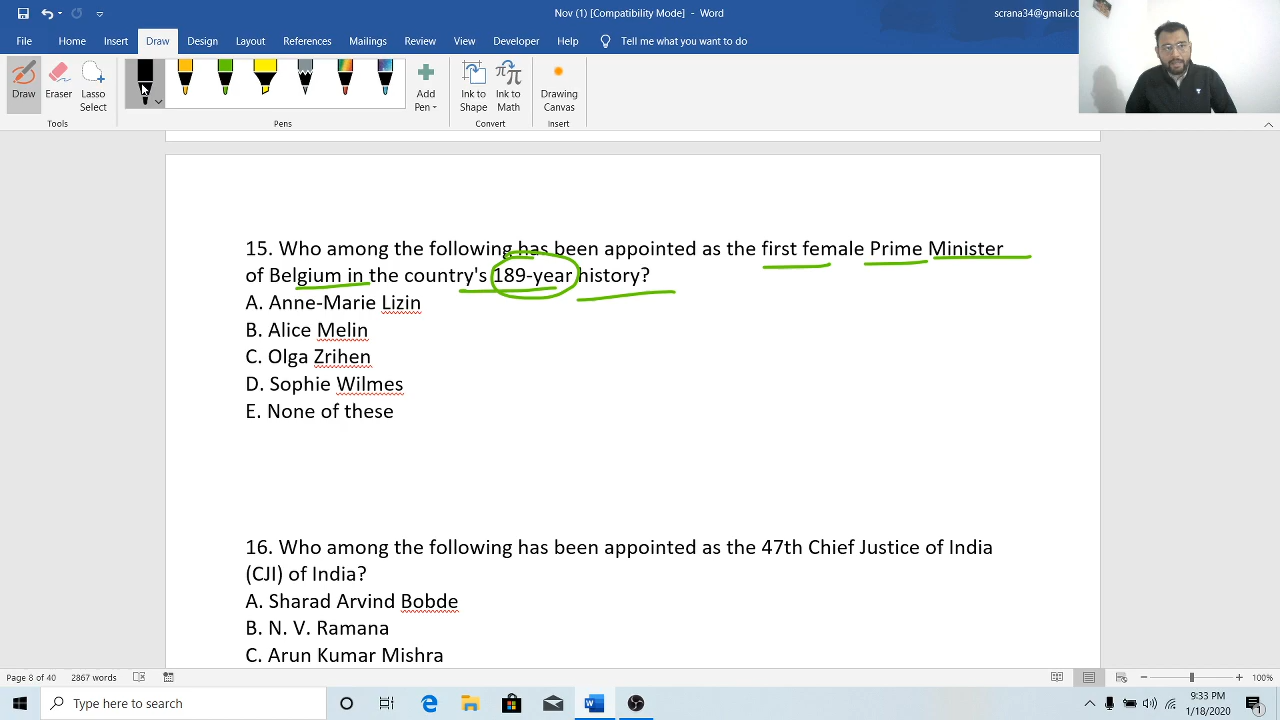 Nov (1) [Compatibility Mode] - Word
scrana34@gmail.co
File Home Insert Draw Design Layout References Mailings Review View Developer Help Tell me what you want to do
Draw Eraser Lasso Select Add Pen Ink to Shape Ink to Math Drawing Canvas
Tools Pens Convert Insert
15. Who among the following has been appointed as the first female Prime Minister
of Belgium in the country's 189-year history?
A. Anne-Marie Lizin
B. Alice Melin
C. Olga Zrihen
D. Sophie Wilmes
E. None of these
16. Who among the following has been appointed as the 47th Chief Justice of India
(CJI) of India?
A. Sharad Arvind Bobde
B. N. V. Ramana
C. Arun Kumar Mishra
Page 8 of 40 2867 words 100%
Type here to search
9:33 PM
1/18/2020